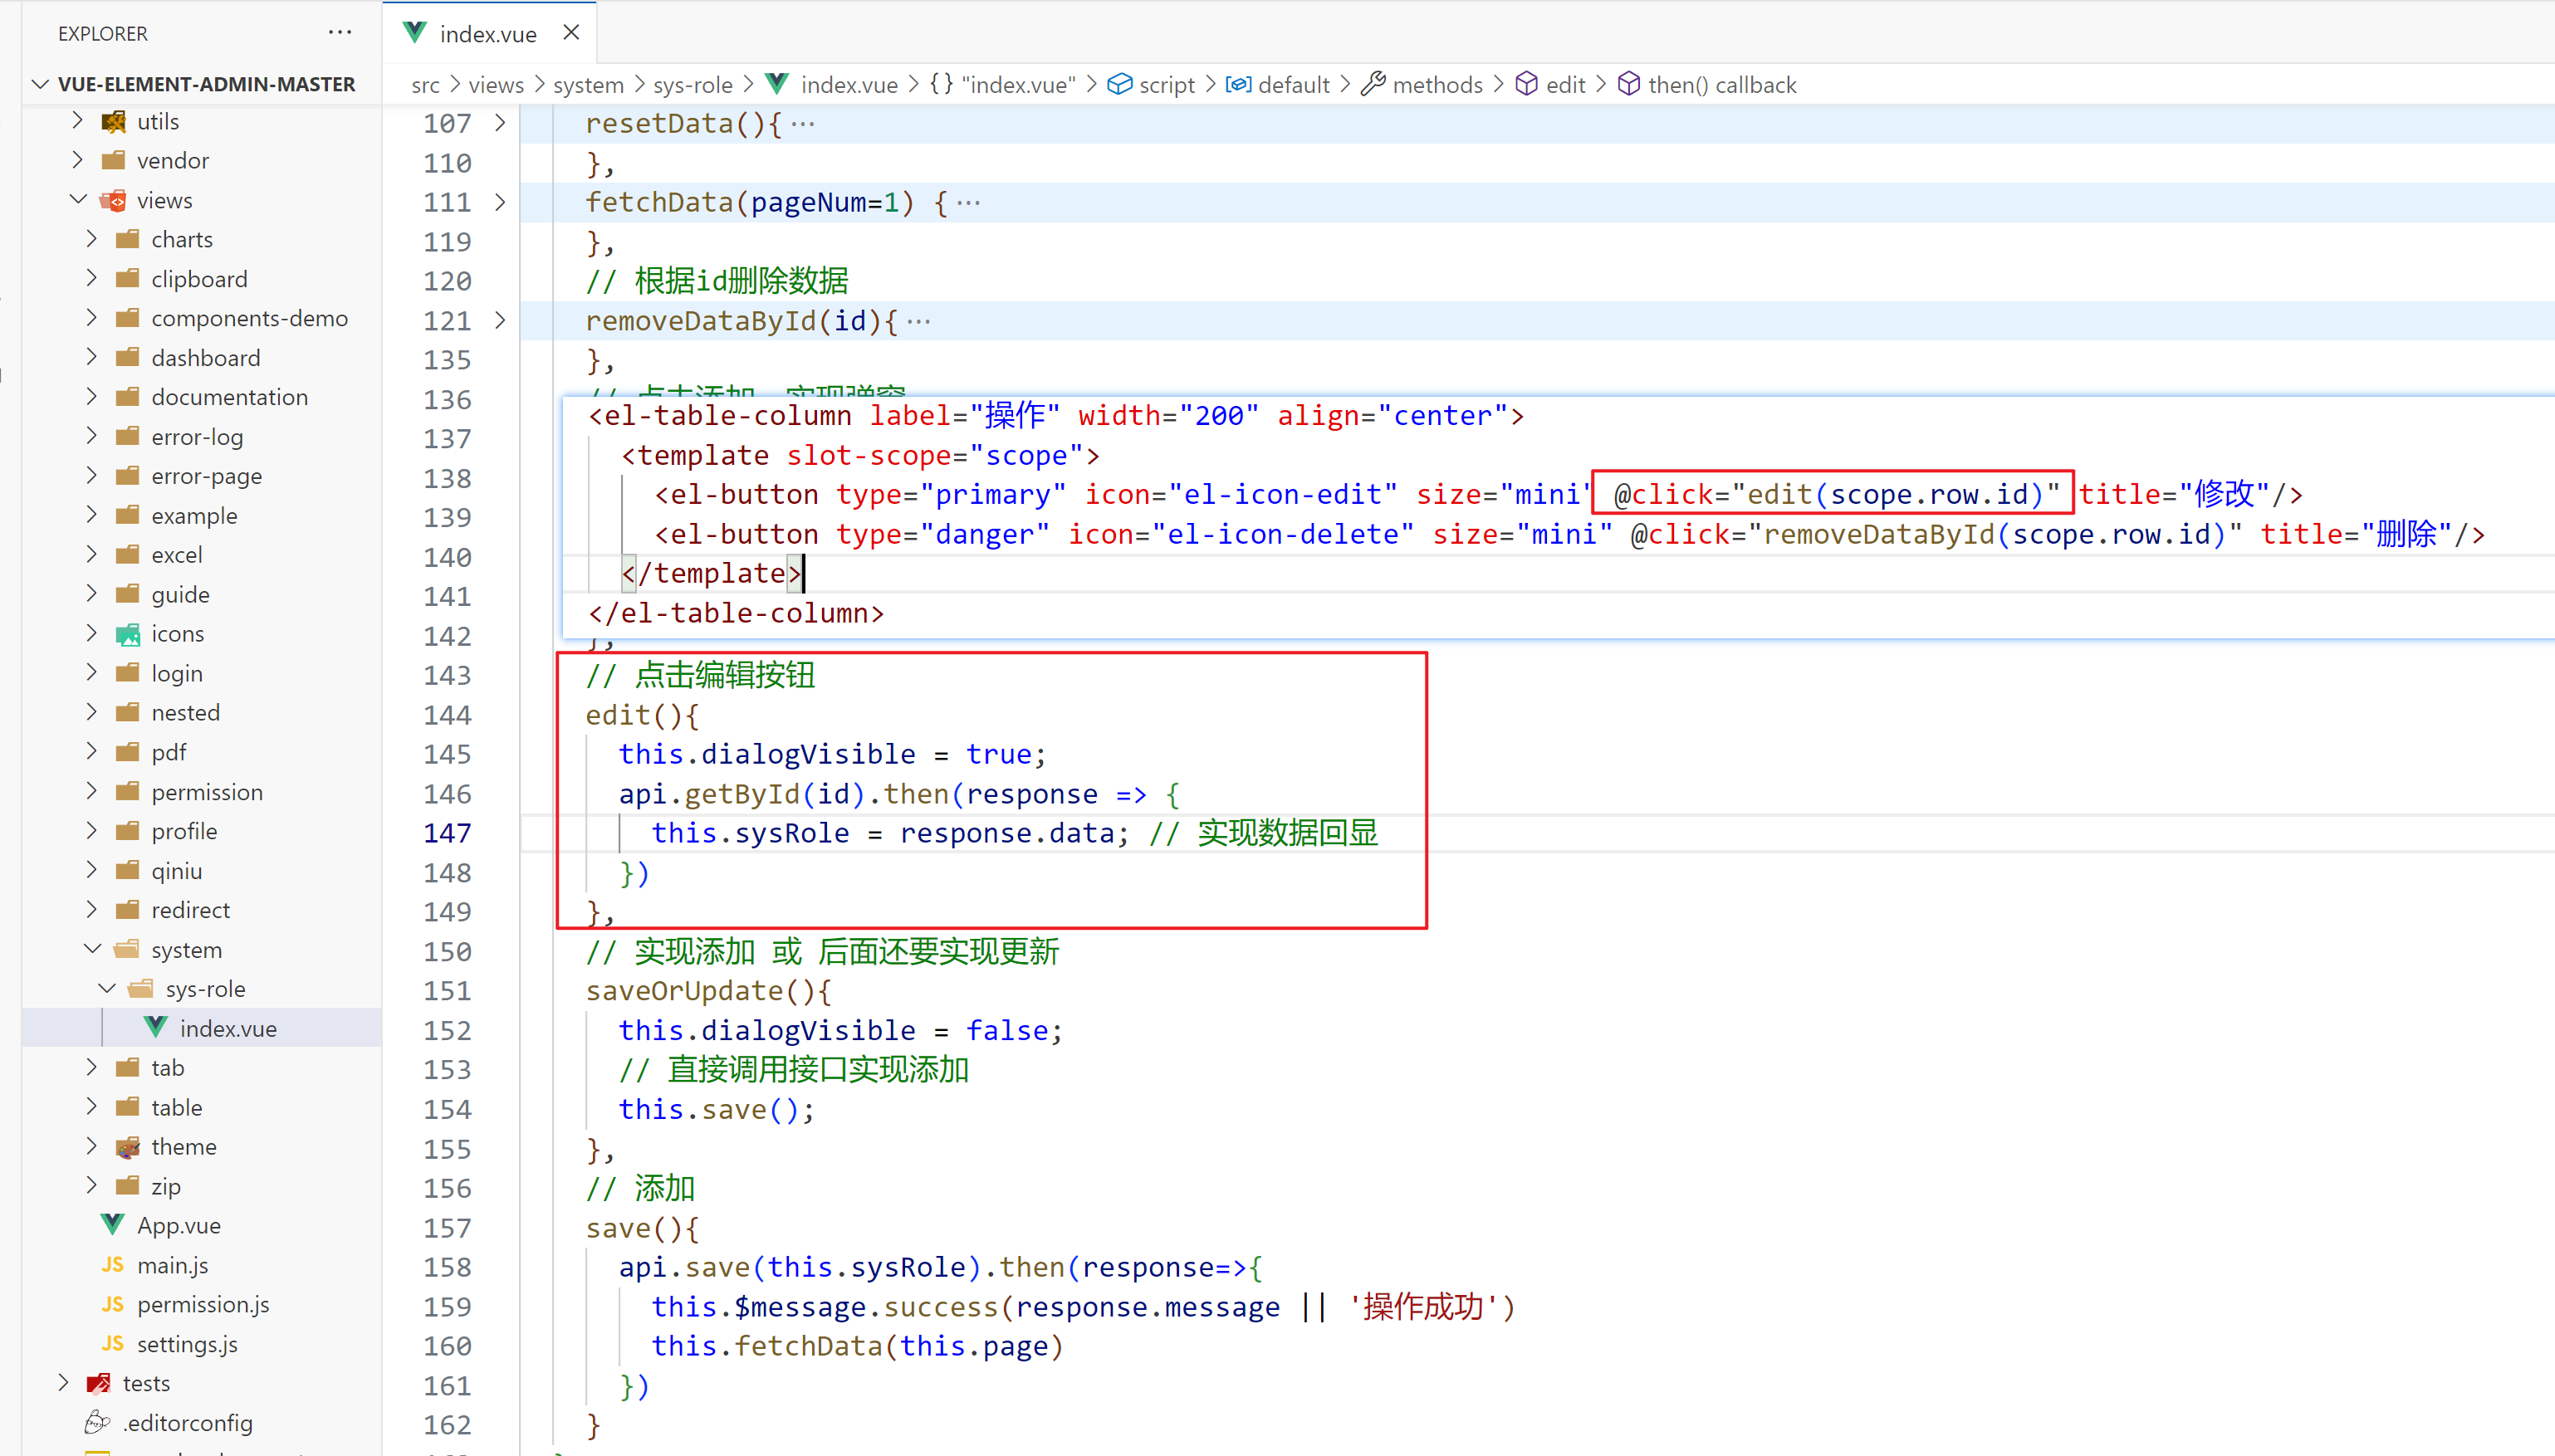 EXPLORER
···
VUE-ELEMENT-ADMIN-MASTER
utils
vendor
views
charts
clipboard
components-demo
dashboard
documentation
error-log
error-page
example
excel
guide
icons
login
nested
pdf
permission
profile
qiniu
redirect
system
sys-role
index.vue
tab
table
theme
zip
App.vue
JS main.js
JS permission.js
JS settings.js
tests
.editorconfig
index.vue
src > views > system > sys-role > index.vue > {} "index.vue" > script > default > methods > edit > then() callback
107 resetData(){···
110 },
111 fetchData(pageNum=1) {···
119 },
120 // 根据id删除数据
121 removeDataById(id){···
135 },
136 // 点击添加，实现弹窗
137
138
139
140
141
142 },
<el-table-column label="操作" width="200" align="center">
<template slot-scope="scope">
<el-button type="primary" icon="el-icon-edit" size="mini" @click="edit(scope.row.id)" title="修改"/>
<el-button type="danger" icon="el-icon-delete" size="mini" @click="removeDataById(scope.row.id)" title="删除"/>
</template>
</el-table-column>
143 // 点击编辑按钮
144 edit(){
145 this.dialogVisible = true;
146 api.getById(id).then(response => {
147 this.sysRole = response.data; // 实现数据回显
148 })
149 },
150 // 实现添加 或 后面还要实现更新
151 saveOrUpdate(){
152 this.dialogVisible = false;
153 // 直接调用接口实现添加
154 this.save();
155 },
156 // 添加
157 save(){
158 api.save(this.sysRole).then(response=>{
159 this.$message.success(response.message || '操作成功')
160 this.fetchData(this.page)
161 })
162 }